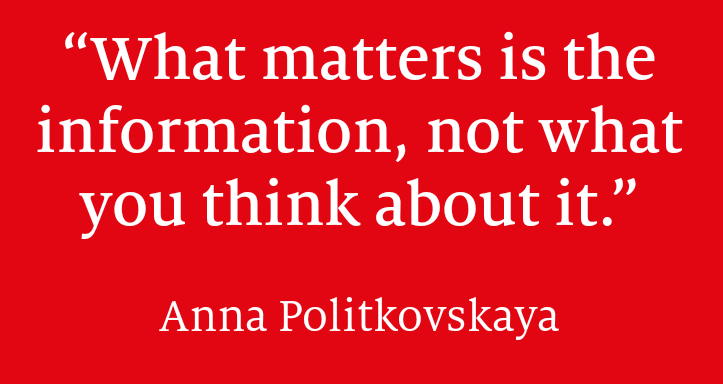 “What matters is the
information, not what
you think about it.”
Anna Politkovskaya